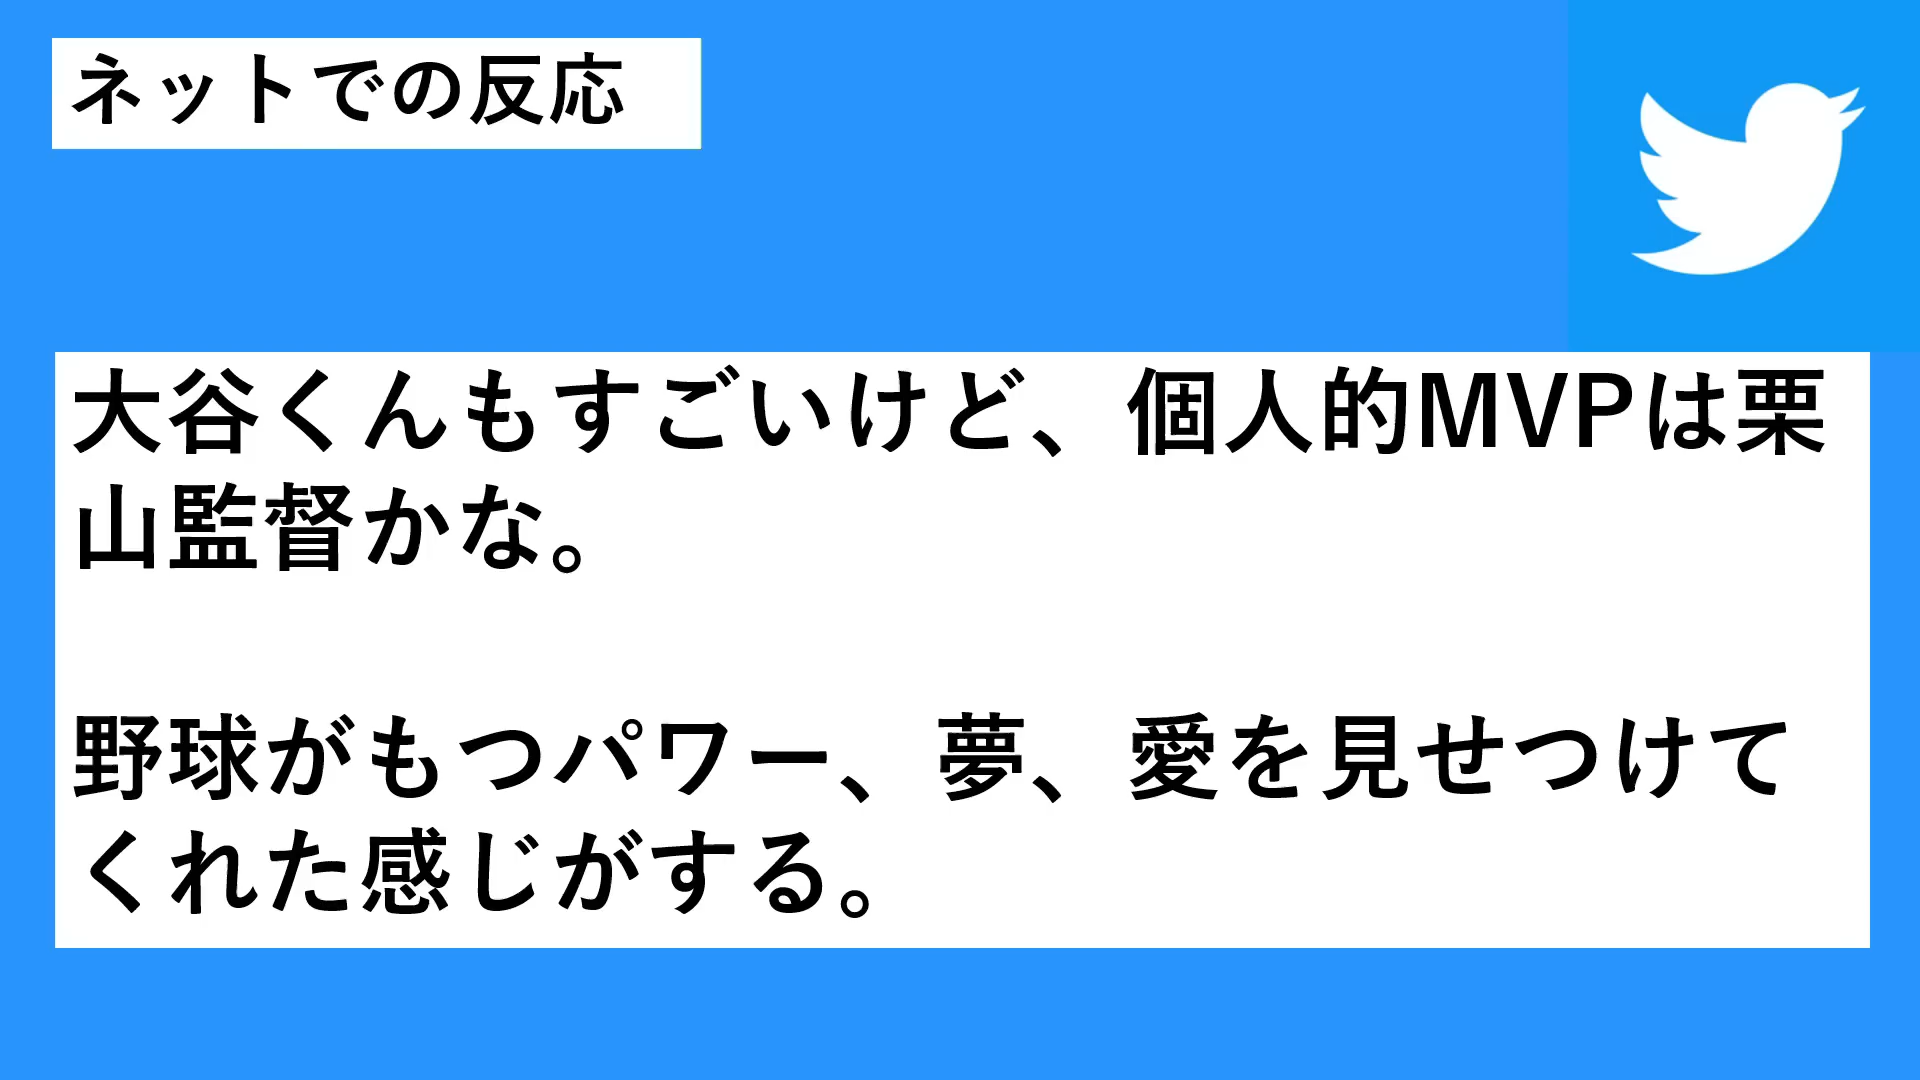 ネットでの反応
大谷くんもすごいけど、個人的MVPは栗
山監督かな。
野球がもつパワー、夢、愛を見せつけて
くれた感じがする。